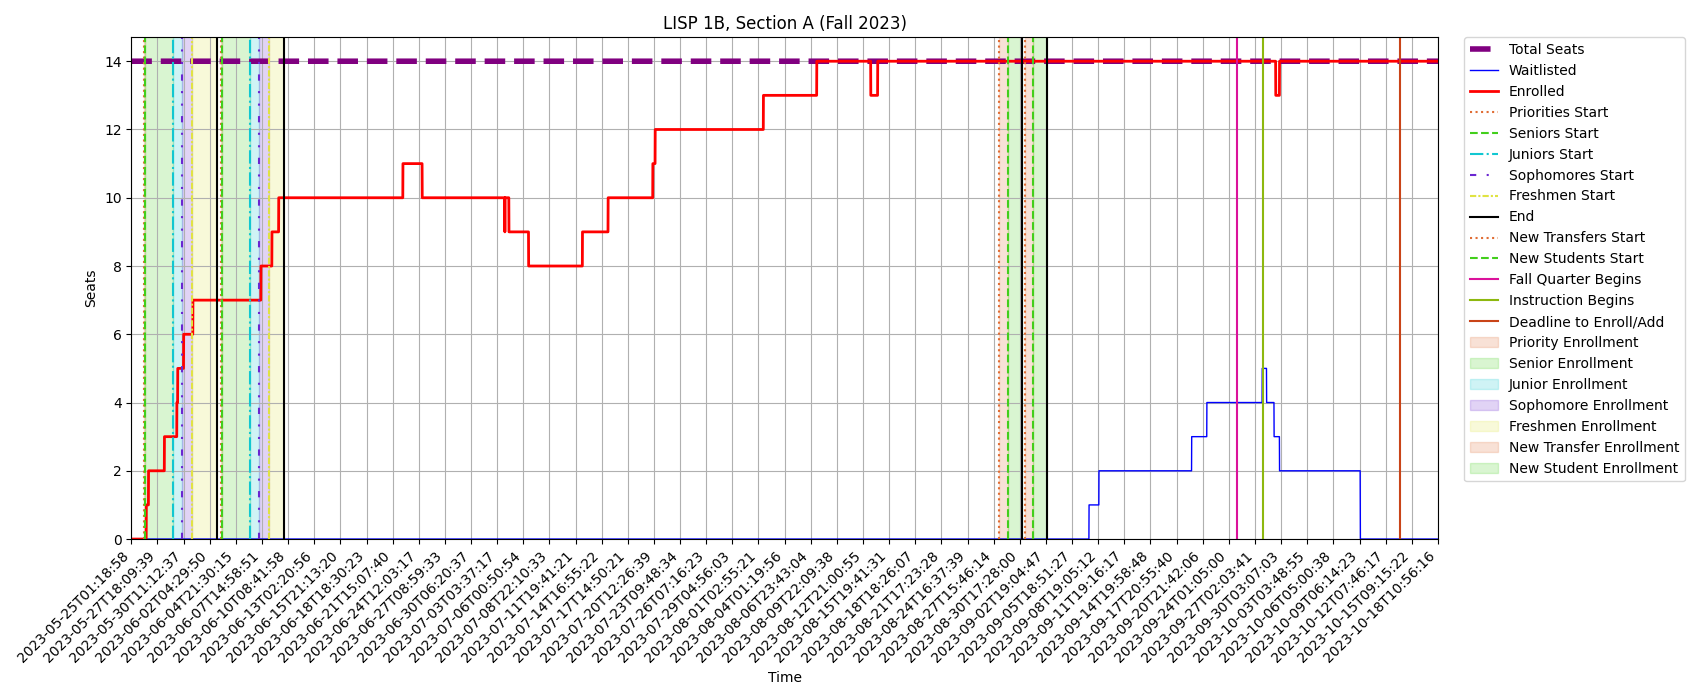 LISP 1B, Section A (Fall 2023)
Total Seats
Waitlisted
Enrolled
Priorities Start
Seniors Start
Juniors Start
Sophomores Start
Freshmen Start
End
New Transfers Start
New Students Start
Fall Quarter Begins
Instruction Begins
Deadline to Enroll/Add
Priority Enrollment
Senior Enrollment
Junior Enrollment
Sophomore Enrollment
Freshmen Enrollment
New Transfer Enrollment
New Student Enrollment
Seats
14
12
10
8
6
4
2
0
2023-05-25T01:18:58
2023-05-27T18:09:39
2023-05-30T11:12:37
2023-06-02T04:29:50
2023-06-04T21:30:15
2023-06-07T14:58:51
2023-06-10T08:41:58
2023-06-13T02:20:56
2023-06-15T21:13:20
2023-06-18T18:30:23
2023-06-21T15:07:40
2023-06-24T12:03:17
2023-06-27T08:59:33
2023-06-30T06:20:37
2023-07-03T03:37:17
2023-07-06T00:50:54
2023-07-08T22:10:33
2023-07-11T19:41:21
2023-07-14T16:55:22
2023-07-17T14:50:21
2023-07-20T12:26:39
2023-07-23T09:48:34
2023-07-26T07:16:23
2023-07-29T04:56:03
2023-08-01T02:55:21
2023-08-04T01:19:56
2023-08-06T23:43:04
2023-08-09T22:09:38
2023-08-12T21:00:55
2023-08-15T19:41:31
2023-08-18T18:26:07
2023-08-21T17:23:28
2023-08-24T16:37:39
2023-08-27T15:46:14
2023-08-30T17:28:00
2023-09-02T19:04:47
2023-09-05T18:51:27
2023-09-08T19:05:12
2023-09-11T19:16:17
2023-09-14T19:58:48
2023-09-17T20:55:40
2023-09-20T21:42:06
2023-09-24T01:05:00
2023-09-27T02:03:41
2023-09-30T03:07:03
2023-10-03T03:48:55
2023-10-06T05:00:38
2023-10-09T06:14:23
2023-10-12T07:46:17
2023-10-15T09:15:22
2023-10-18T10:56:16
Time